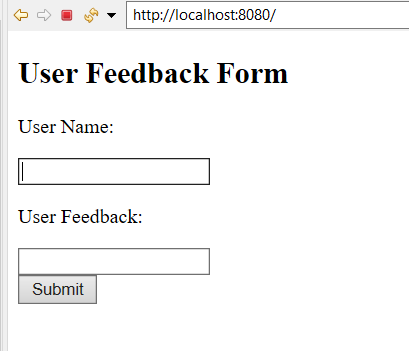 http://localhost:8080/
User Feedback Form
User Name:
User Feedback:
Submit